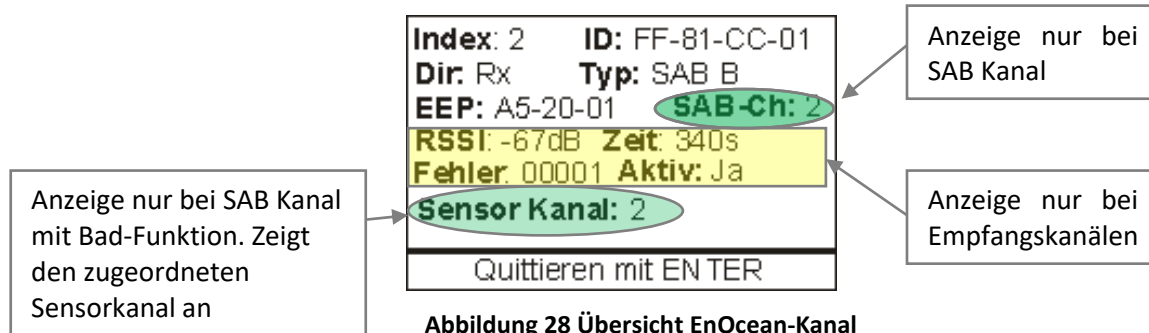 Index: 2 ID: FF-81-CC-01
Dir: Rx Typ: SAB B
EEP: A5-20-01 SAB-Ch: 2
RSSI: -67dB Zeit: 340s
Fehler: 00001 Aktiv: Ja
Sensor Kanal: 2
Quittieren mit ENTER
Anzeige nur bei
SAB Kanal
Anzeige nur bei
Empfangskanälen
Anzeige nur bei SAB Kanal
mit Bad-Funktion. Zeigt
den zugeordneten
Sensorkanal an
Abbildung 28 Übersicht EnOcean-Kanal